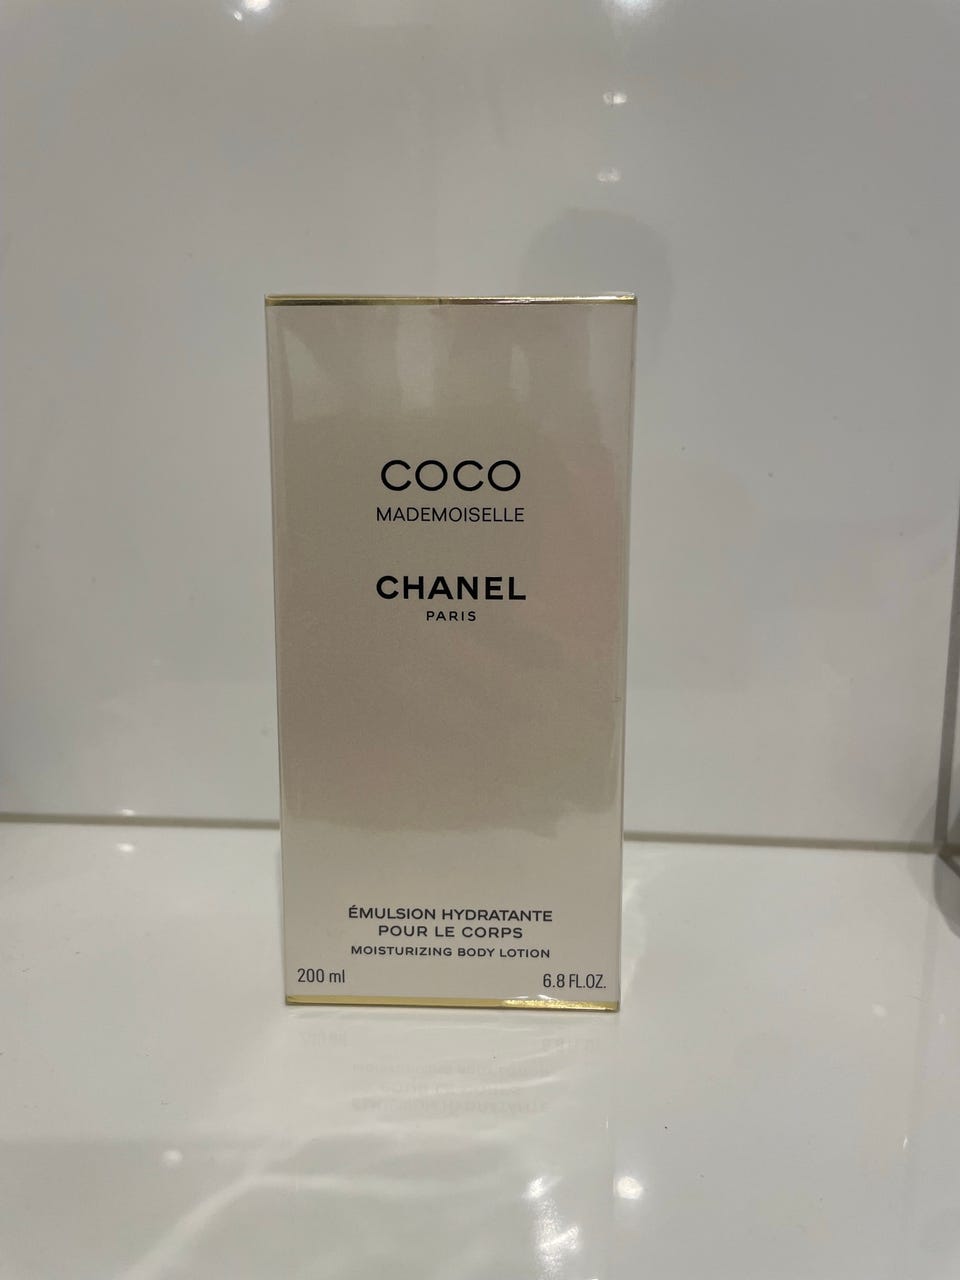 COCO
MADEMOISELLE
CHANEL
PARIS
ÉMULSION HYDRATANTE
POUR LE CORPS
MOISTURIZING BODY LOTION
200 ml 6.8 FL.OZ.